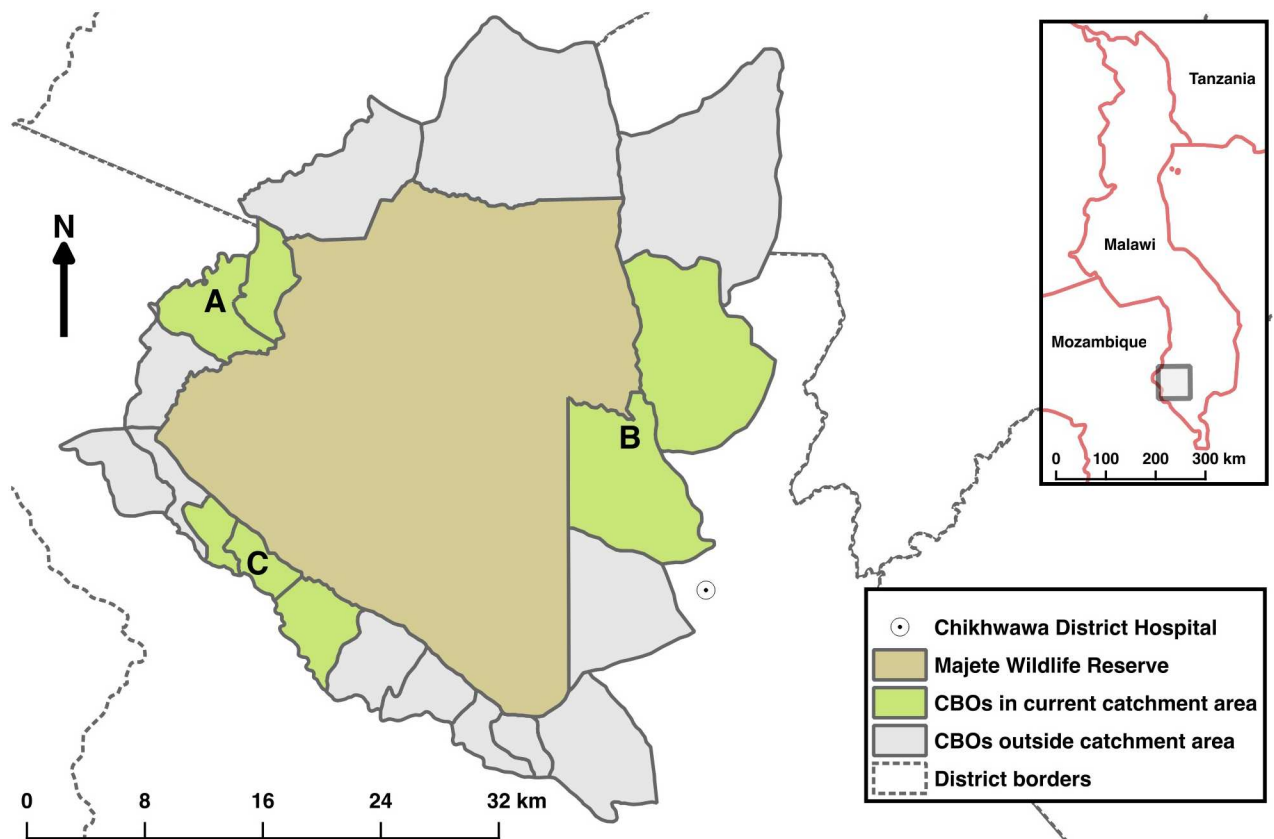 N
A
B
C
0 8 16 24 32 km
Tanzania
Malawi
Mozambique
0 100 200 300 km
Chikhwawa District Hospital
Majete Wildlife Reserve
CBOs in current catchment area
CBOs outside catchment area
District borders